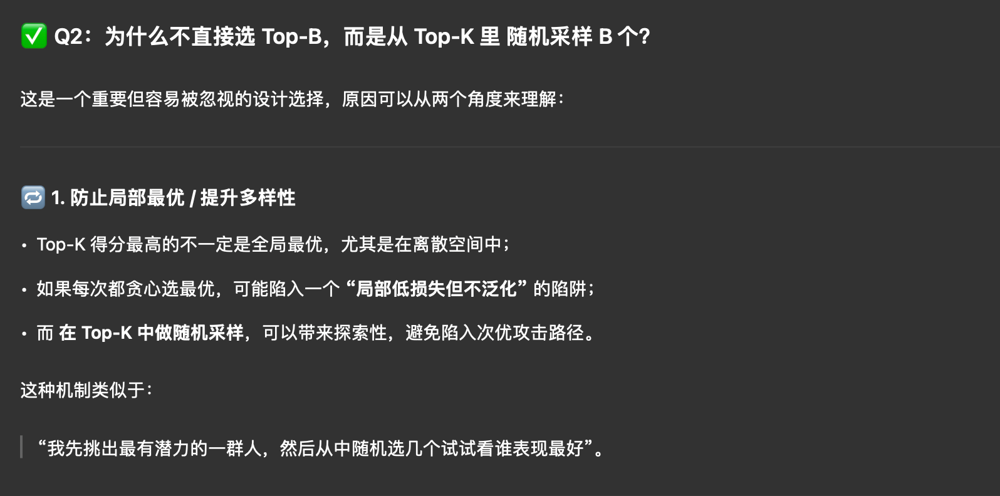 ✅ Q2：为什么不直接选 Top-B，而是从 Top-K 里 随机采样 B 个?
这是一个重要但容易被忽视的设计选择，原因可以从两个角度来理解：
🔁 1. 防止局部最优 / 提升多样性
• Top-K 得分最高的不一定是全局最优，尤其是在离散空间中；
• 如果每次都贪心选最优，可能陷入一个 “局部低损失但不泛化” 的陷阱；
• 而 在 Top-K 中做随机采样，可以带来探索性，避免陷入次优攻击路径。
这种机制类似于：
“我先挑出最有潜力的一群人，然后从中随机选几个试试看谁表现最好”。